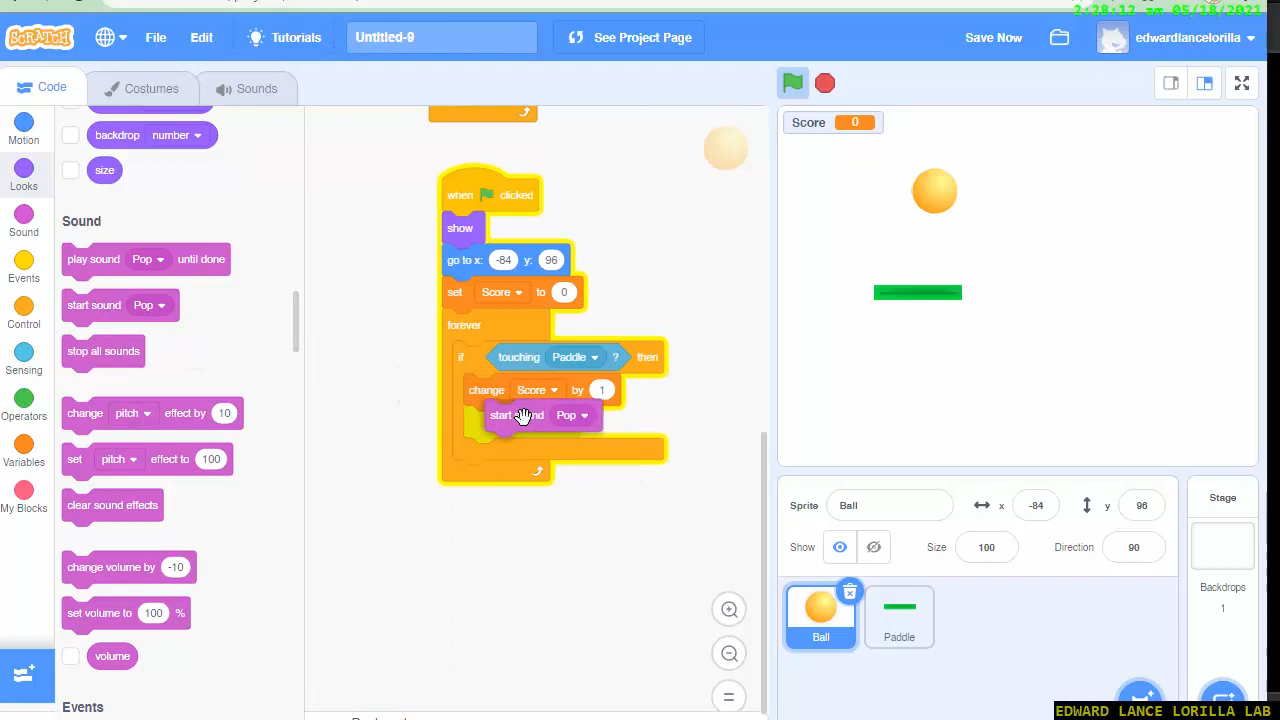 2:28:12 am 05/18/2021
SCRATCH File Edit Tutorials Untitled-9 See Project Page Save Now edwardlancelorilla
Code Costumes Sounds
Motion
Looks
Sound
Events
Control
Sensing
Operators
Variables
My Blocks
backdrop number
size
Sound
play sound Pop until done
start sound Pop
stop all sounds
change pitch effect by 10
set pitch effect to 100
clear sound effects
change volume by -10
set volume to 100 %
volume
Events
when clicked
show
go to x: -84 y: 96
set Score to 0
forever
if touching Paddle ? then
change Score by 1
start sound Pop
Score 0
Sprite Ball x -84 y 96
Show Size 100 Direction 90
Ball
Paddle
Stage
Backdrops
1
EDWARD LANCE LORILLA LAB